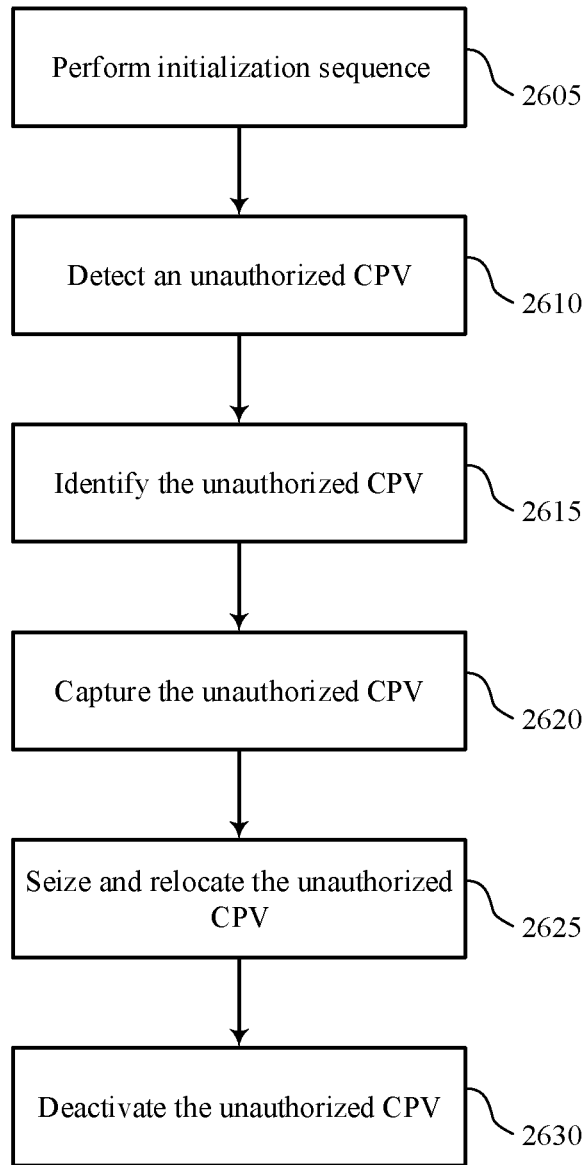 Perform initialization sequence
2605
Detect an unauthorized CPV
2610
Identify the unauthorized CPV
2615
Capture the unauthorized CPV
2620
Seize and relocate the unauthorized
CPV
2625
Deactivate the unauthorized CPV
2630